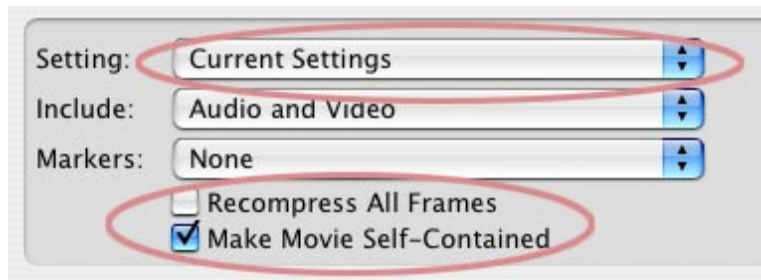 Setting: Current Settings
Include: Audio and Video
Markers: None
Recompress All Frames
Make Movie Self-Contained